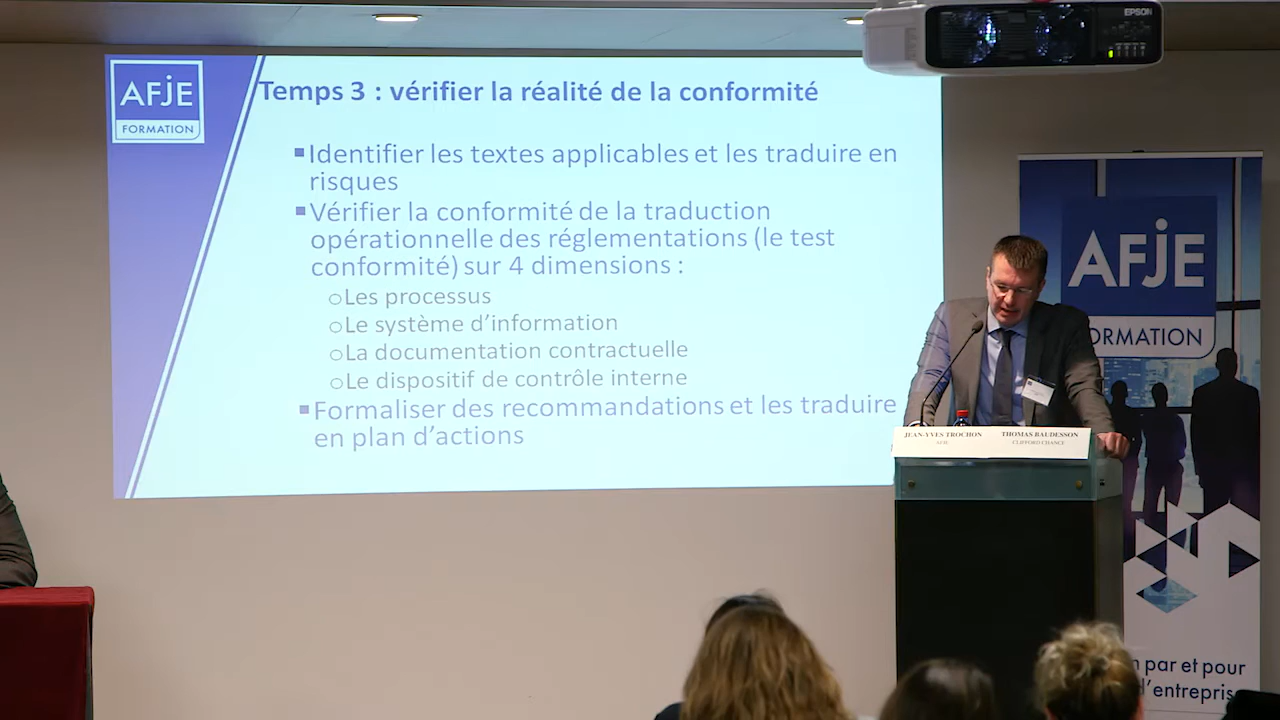 EPSON
AFJE
FORMATION
Temps 3 : vérifier la réalité de la conformité
Identifier les textes applicables et les traduire en
risques
Vérifier la conformité de la traduction
opérationnelle des réglementations (le test
conformité) sur 4 dimensions :
Les processus
Le système d’information
La documentation contractuelle
Le dispositif de contrôle interne
Formaliser des recommandations et les traduire
en plan d’actions
AFJE
ORMATION
JEAN-YVES TROCHON THOMAS BAUDESSON
CLIFFORD CHANCE
par et pour
l’entrepris